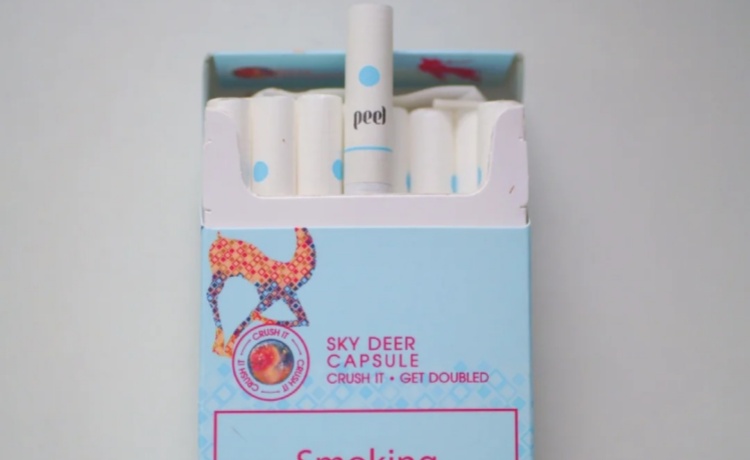 peel
CRUSH IT
CRUSH IT
CRUSH IT
SKY DEER
CAPSULE
CRUSH IT • GET DOUBLED
Smoking